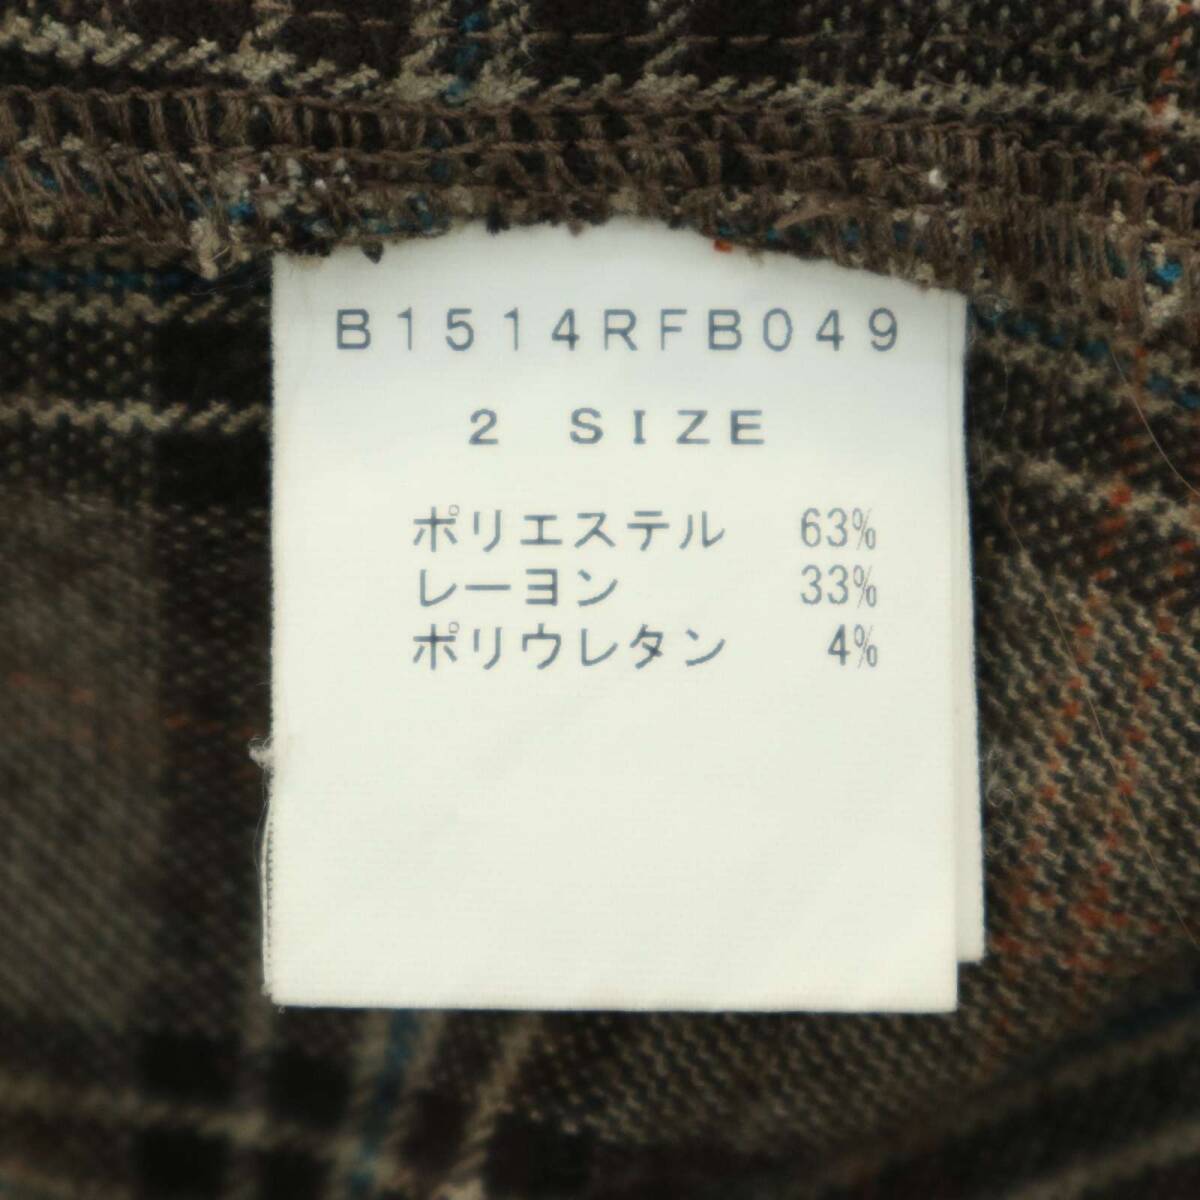 B1514RFB049
2 SIZE
ポリエステル 63%
レーヨン 33%
ポリウレタン 4%